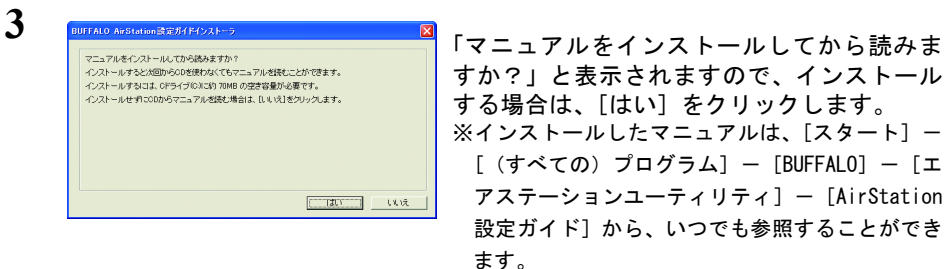 3
BUFFALO AirStation設定ガイドインストーラ
マニュアルをインストールしてから読みますか?
インストールすると次回からCDを使わなくてもマニュアルを読むことができます。
インストールするには、Cドライブ(C:)に約 70MB の空き容量が必要です。
インストールせずにCDからマニュアルを読む場合は、[いいえ]をクリックします。
はい
いいえ
「マニュアルをインストールしてから読みま
すか？」と表示されますので、インストール
する場合は、[はい] をクリックします。
※インストールしたマニュアルは、[スタート] －
[（すべての）プログラム] － [BUFFALO] － [エ
アステーションユーティリティ] － [AirStation
設定ガイド] から、いつでも参照することができ
ます。